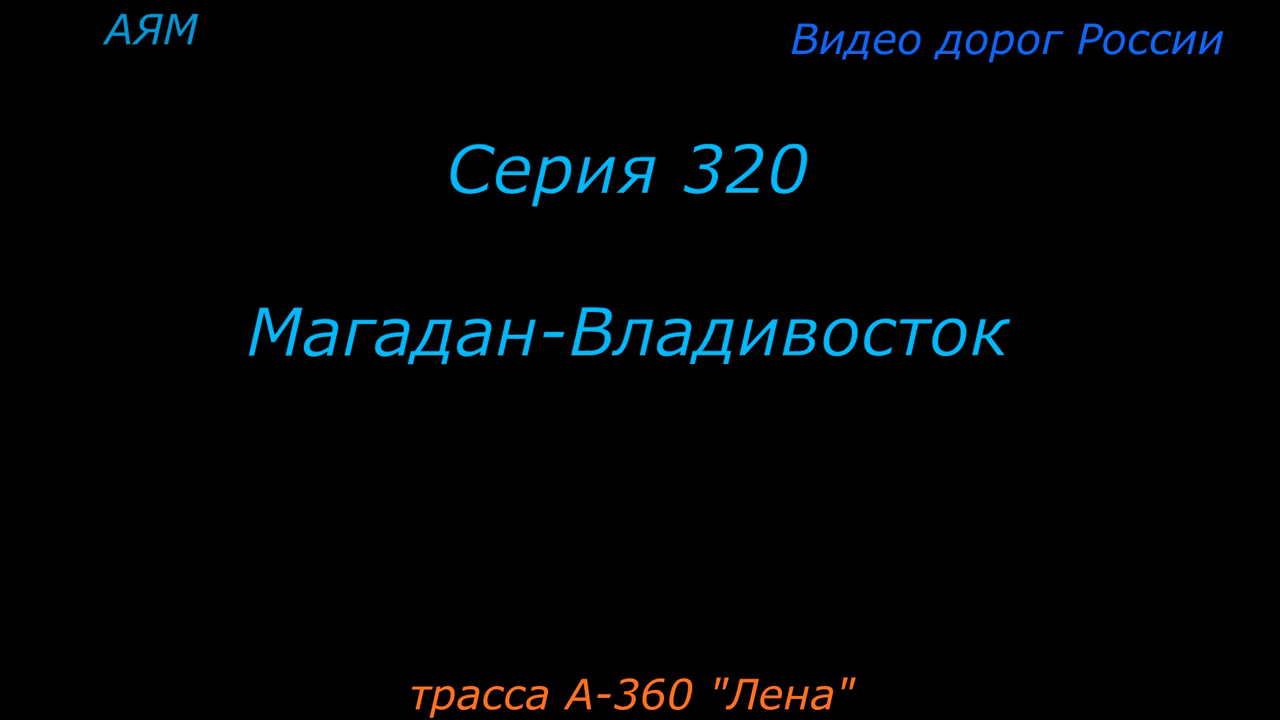 АЯМ
Видео дорог России
Серия 320
Магадан-Владивосток
трасса А-360 "Лена"